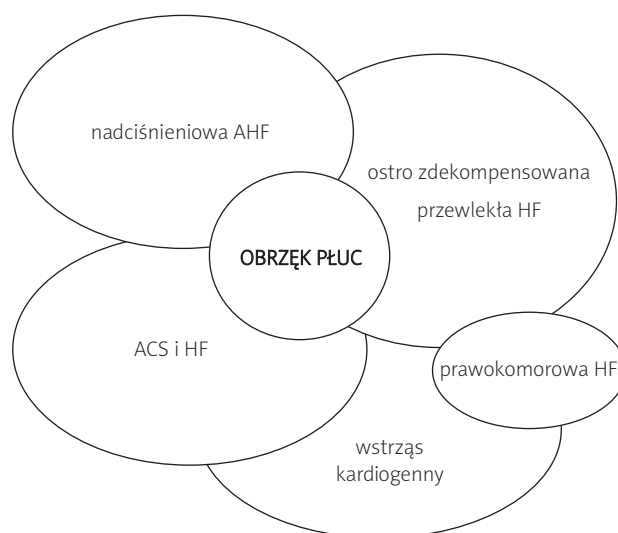 nadciśnieniowa AHF
ostro zdekompensowana
przewlekła HF
OBRZĘK PŁUC
ACS i HF
prawokomorowa HF
wstrząs
kardiogenny